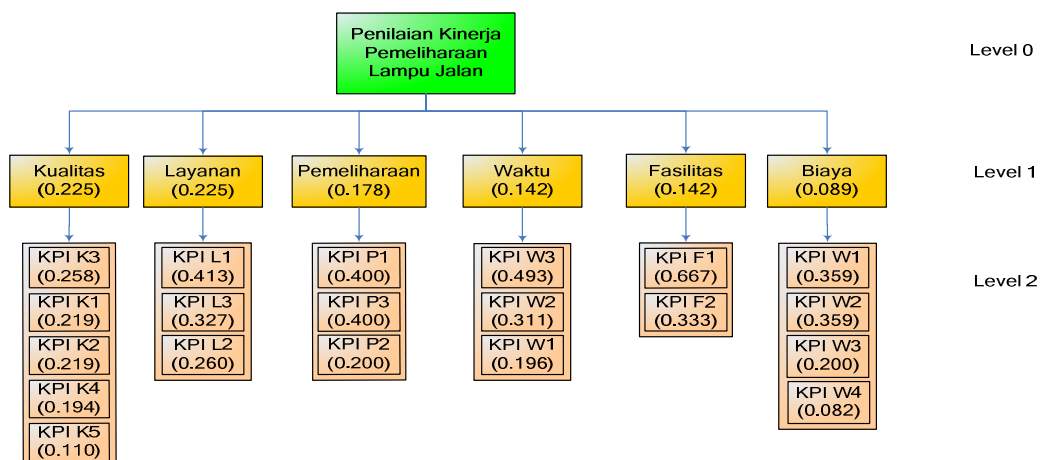 Penilaian Kinerja
Pemeliharaan
Lampu Jalan
Level 0
Kualitas
(0.225)
Layanan
(0.225)
Pemeliharaan
(0.178)
Waktu
(0.142)
Fasilitas
(0.142)
Biaya
(0.089)
Level 1
KPI K3
(0.258)
KPI K1
(0.219)
KPI K2
(0.219)
KPI K4
(0.194)
KPI K5
(0.110)
KPI L1
(0.413)
KPI L3
(0.327)
KPI L2
(0.260)
KPI P1
(0.400)
KPI P3
(0.400)
KPI P2
(0.200)
KPI W3
(0.493)
KPI W2
(0.311)
KPI W1
(0.196)
KPI F1
(0.667)
KPI F2
(0.333)
KPI W1
(0.359)
KPI W2
(0.359)
KPI W3
(0.200)
KPI W4
(0.082)
Level 2